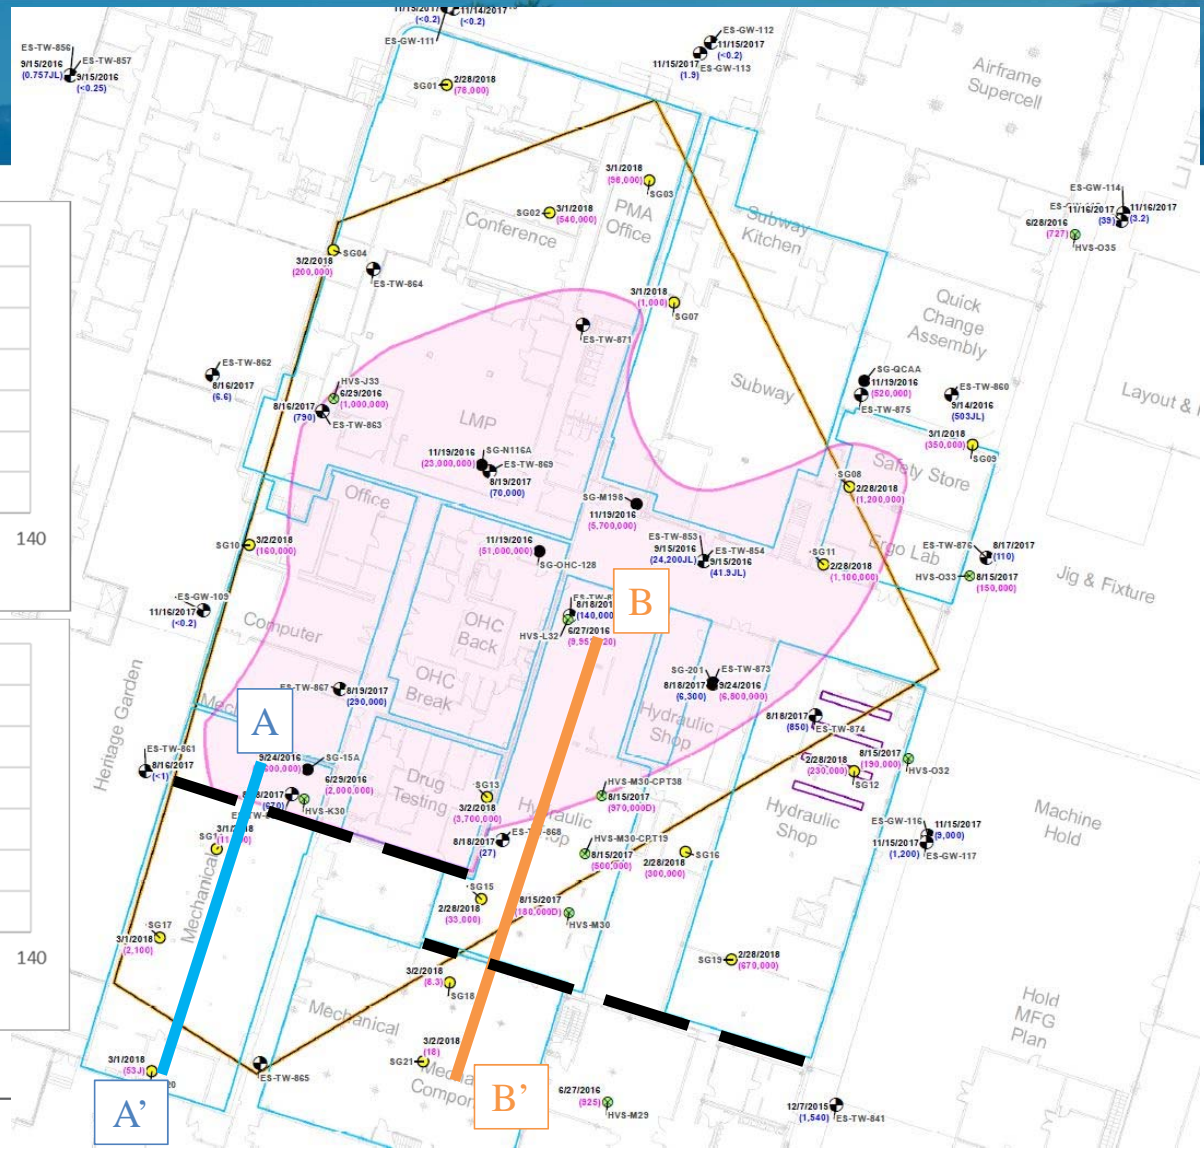 (<0.2)
11/14/2017
(<0.2)
ES-GW-111
ES-GW-112
11/15/2017
(<0.2)
11/15/2017
(1.9)
ES-GW-113
ES-TW-856
9/15/2016
(0.757JL)
ES-TW-857
9/15/2016
(<0.25)
SG01
2/28/2018
(78,000)
Airframe
Supercell
3/1/2018
(98,000)
SG03
SG02
3/1/2018
(540,000)
Conference
PMA
Office
Subway
Kitchen
ES-GW-114
11/16/2017
(39)
11/16/2017
(3.2)
6/28/2016
(727)
HVS-O35
SG04
3/2/2018
(200,000)
ES-TW-864
3/1/2018
(1,000)
SG07
Quick
Change
Assembly
ES-TW-871
ES-TW-862
8/16/2017
(6.6)
HVS-J33
6/29/2016
(1,000,000)
8/16/2017
(790)
ES-TW-863
LMP
Subway
SG-QCAA
11/19/2016
(520,000)
ES-TW-875
ES-TW-860
9/14/2016
(503JL)
Layout &
3/1/2018
(350,000)
SG09
Safety Store
11/19/2016
(23,000,000)
SG-N116A
ES-TW-869
8/19/2017
(70,000)
SG08
2/28/2018
(1,200,000)
Office
SG-M198
11/19/2016
(5,700,000)
140
SG10
3/2/2018
(160,000)
11/19/2016
(51,000,000)
SG-OHC-128
ES-TW-853
9/15/2016
(24,200JL)
ES-TW-854
9/15/2016
(41.9JL)
SG11
2/28/2018
(1,100,000)
Ergo Lab
ES-TW-876
8/17/2017
(110)
HVS-O33
8/15/2017
(150,000)
Jig & Fixture
ES-GW-109
11/16/2017
(<0.2)
Computer
OHC
Back
B
HVS-L32
6/27/2016
OHC
Break
Heritage Garden
ES-TW-867
8/19/2017
(290,000)
SG-201
ES-TW-873
8/18/2017
(6,300)
9/24/2016
(6,800,000)
Hydraulic
Shop
A
8/18/2017
(850)
ES-TW-874
ES-TW-861
8/16/2017
(<1)
9/24/2016
SG-15A
6/29/2016
(2,000,000)
HVS-K30
Drug
Testing
SG13
3/2/2018
(3,700,000)
HVS-M30-CPT38
8/15/2017
(970,000D)
2/28/2018
(230,000)
SG12
8/15/2017
(190,000)
HVS-O32
Hydraulic
Shop
Machine
Hold
8/18/2017
(27)
HVS-M30-CPT19
8/15/2017
(500,000)
2/28/2018
(300,000)
SG16
ES-GW-116
11/15/2017
(9,000)
11/15/2017
(1,200)
ES-GW-117
Mechanical
SG15
2/28/2018
(33,000)
8/15/2017
(180,000D)
HVS-M30
SG17
3/1/2018
(2,100)
140
SG19
2/28/2018
(670,000)
3/2/2018
(8.3)
SG18
Mechanical
Hold
MFG
Plan
3/2/2018
(18)
SG21
3/1/2018
(53J)
A’
ES-TW-865
B’
6/27/2016
(925)
HVS-M29
12/7/2015
(1,540)
ES-TW-841